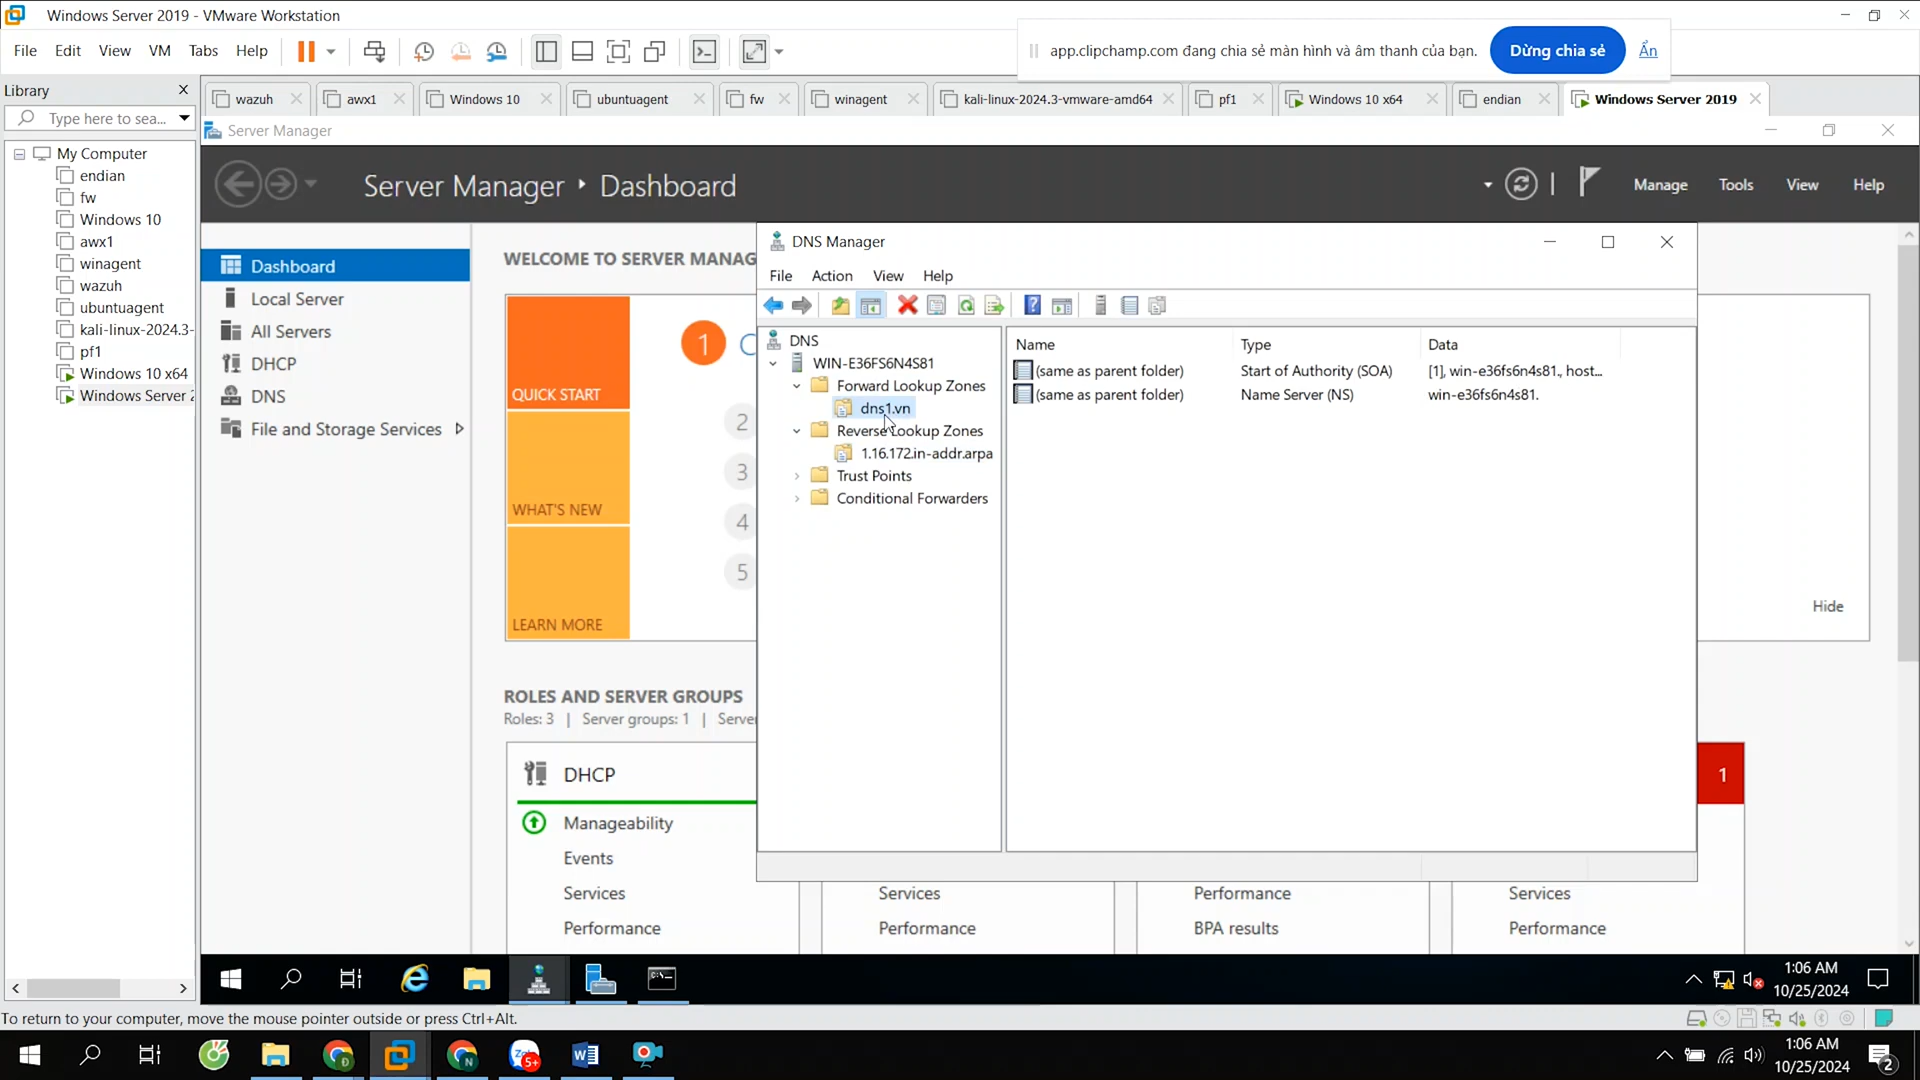 Windows Server 2019 - VMware Workstation
File Edit View VM Tabs Help
app.clipchamp.com đang chia sẻ màn hình và âm thanh của bạn. Dừng chia sẻ Ẩn
Library
Type here to sea...
wazuh awx1 Windows 10 ubuntuagent fw winagent kali-linux-2024.3-vmware-amd64 pf1 Windows 10 x64 endian Windows Server 2019
My Computer
endian
fw
Windows 10
awx1
winagent
wazuh
ubuntuagent
kali-linux-2024.3-
pf1
Windows 10 x64
Windows Server 2
Server Manager
Server Manager Dashboard
Manage Tools View Help
Dashboard
Local Server
All Servers
DHCP
DNS
File and Storage Services
WELCOME TO SERVER MANAG
QUICK START
WHAT'S NEW
LEARN MORE
1
2
3
4
5
Hide
DNS Manager
File Action View Help
DNS
WIN-E36FS6N4S81
Forward Lookup Zones
dns1.vn
Reverse Lookup Zones
1.16.172.in-addr.arpa
Trust Points
Conditional Forwarders
Name Type Data
(same as parent folder) Start of Authority (SOA) [1], win-e36fs6n4s81., host...
(same as parent folder) Name Server (NS) win-e36fs6n4s81.
ROLES AND SERVER GROUPS
Roles: 3 | Server groups: 1 | Serve
DHCP
1
Manageability
Events
Services Services Performance Services
Performance Performance BPA results Performance
1:06 AM
10/25/2024
To return to your computer, move the mouse pointer outside or press Ctrl+Alt.
5+
1:06 AM
10/25/2024
2